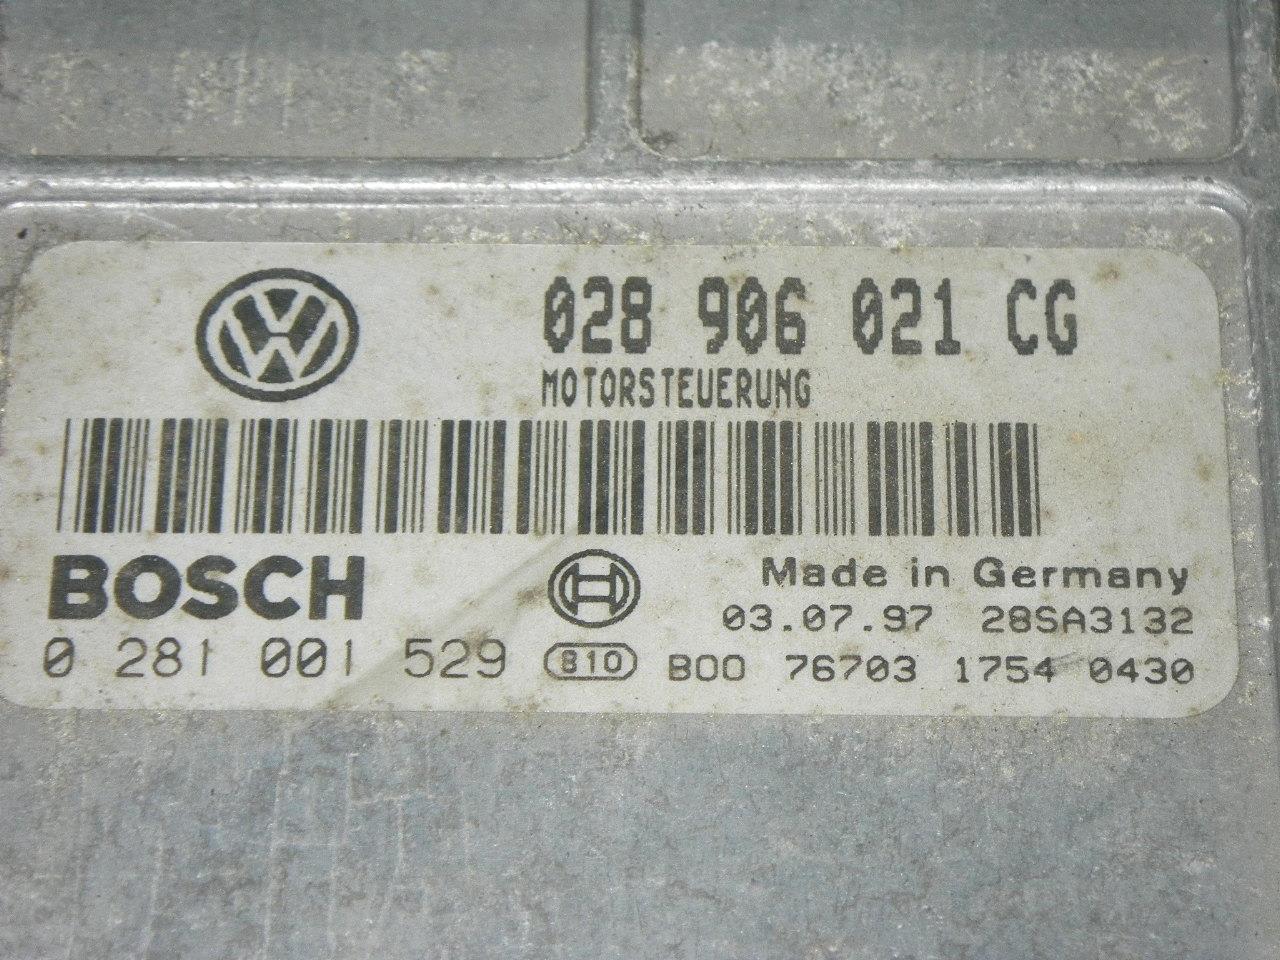 028 906 021 CG
MOTORSTEUERUNG
BOSCH
Made in Germany
03.07.97 28SA3132
0 281 001 529 810 B00 76703 1754 0430